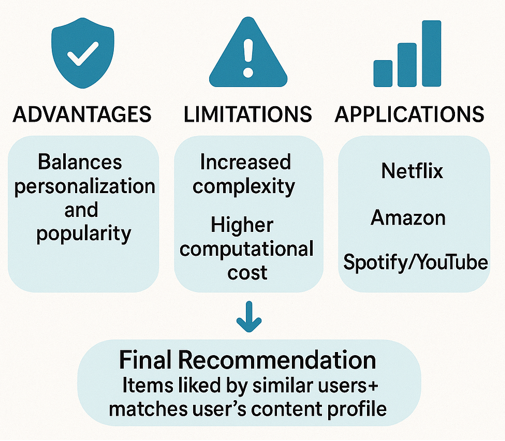 ADVANTAGES
Balances
personalization
and
popularity
LIMITATIONS
Increased
complexity
Higher
computational
cost
APPLICATIONS
Netflix
Amazon
Spotify/YouTube
Final Recommendation
Items liked by similar users+
matches user's content profile